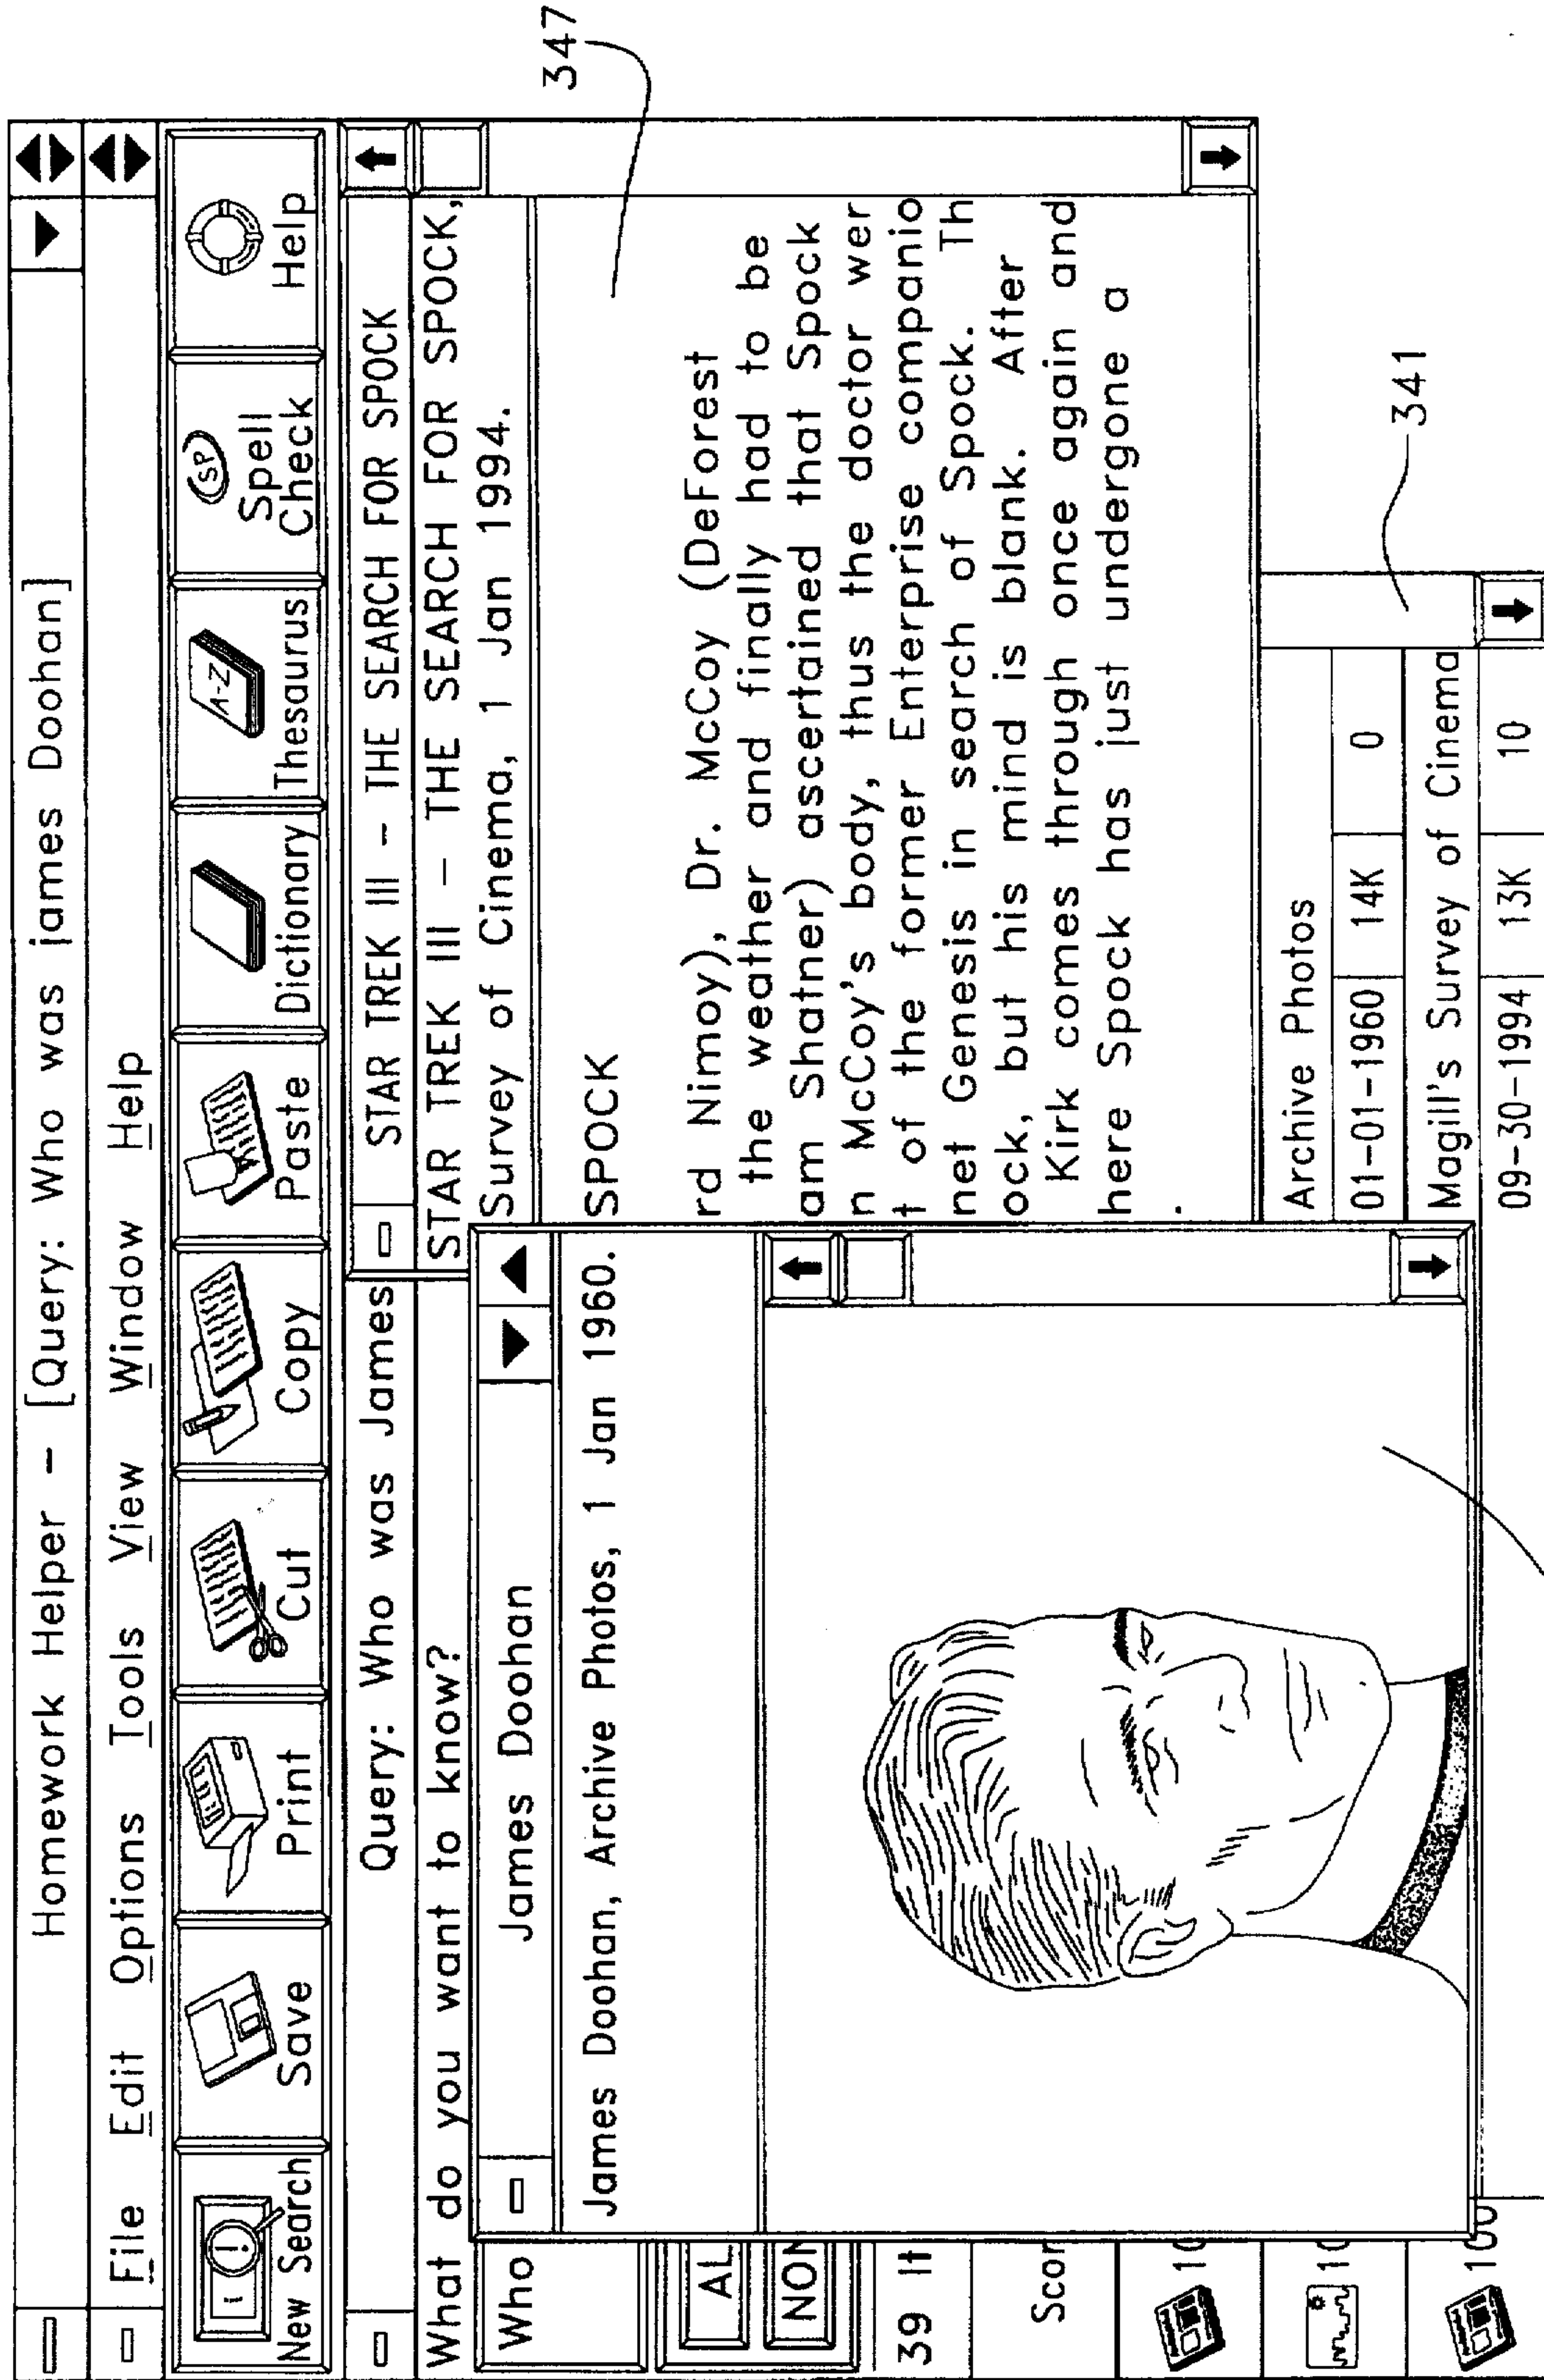 Homework Helper – [Query: Who was james Doohan]
File Edit Options Tools View Window Help
New Search Save Print Cut Copy Paste Dictionary Thesaurus Spell Check Help
SP
A-Z
Query: Who was James
STAR TREK III – THE SEARCH FOR SPOCK
What do you want to know?
STAR TREK III – THE SEARCH FOR SPOCK,
Survey of Cinema, 1 Jan 1994.
Who
James Doohan
James Doohan, Archive Photos, 1 Jan 1960.
SPOCK
rd Nimoy), Dr. McCoy (DeForest
the weather and finally had to be
am Shatner) ascertained that Spock
n McCoy's body, thus the doctor wer
t of the former Enterprise companio
net Genesis in search of Spock. Th
ock, but his mind is blank. After
Kirk comes through once again and
here Spock has just undergone a
.
347
AL
NON
39 It
Scor
10
Archive Photos
10
01-01-1960 14K 0
Magill's Survey of Cinema
100
09-30-1994 13K 10
341